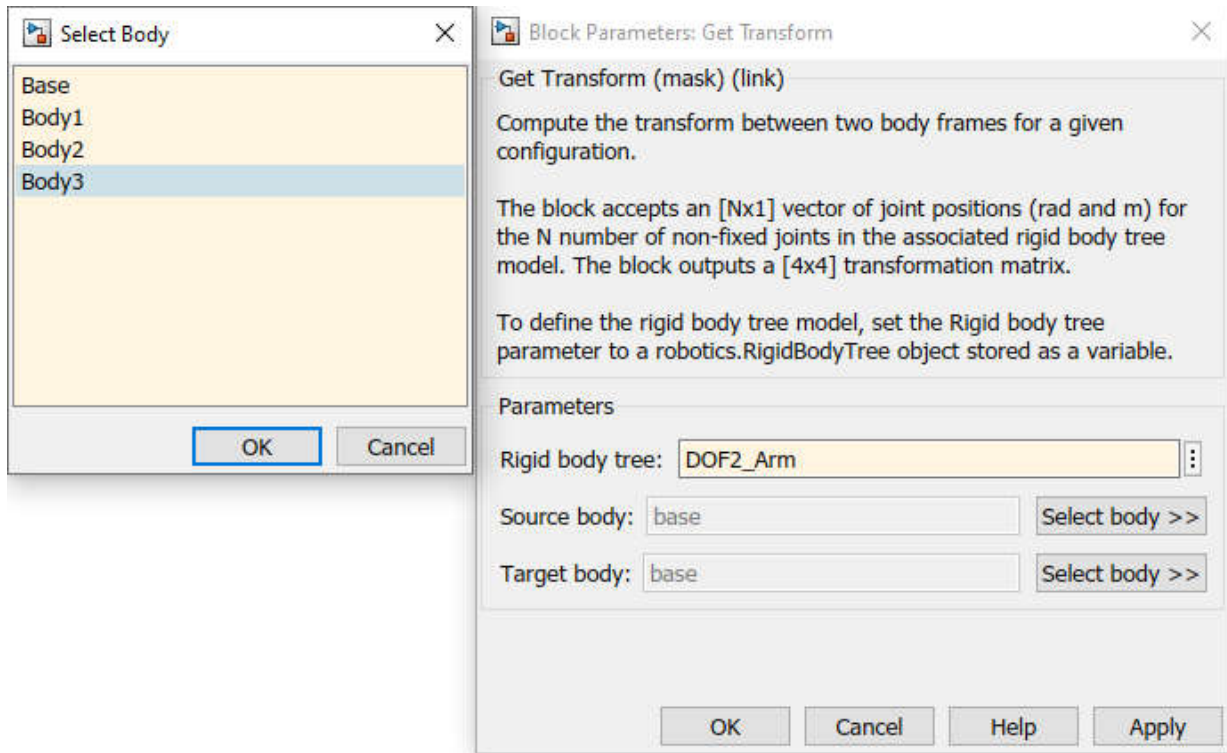 Select Body
Base
Body1
Body2
Body3
OK Cancel
Block Parameters: Get Transform
Get Transform (mask) (link)
Compute the transform between two body frames for a given
configuration.
The block accepts an [Nx1] vector of joint positions (rad and m) for
the N number of non-fixed joints in the associated rigid body tree
model. The block outputs a [4x4] transformation matrix.
To define the rigid body tree model, set the Rigid body tree
parameter to a robotics.RigidBodyTree object stored as a variable.
Parameters
Rigid body tree: DOF2_Arm
Source body: base Select body >>
Target body: base Select body >>
OK Cancel Help Apply